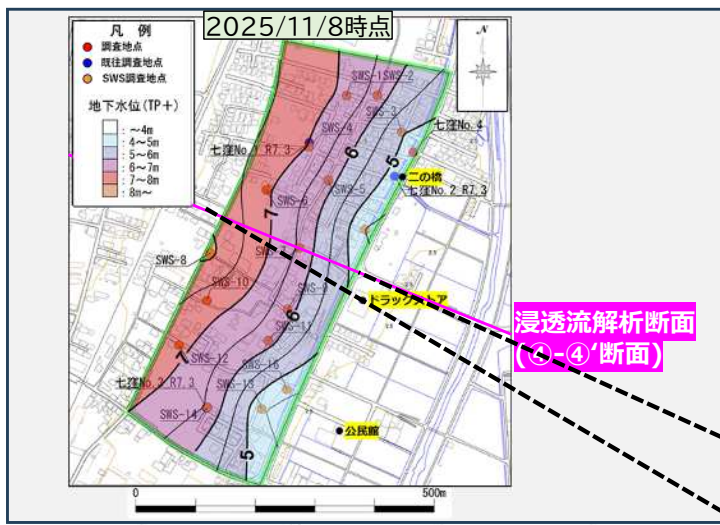 2025/11/8時点
凡 例
調査地点
既往調査地点
SWS調査地点
地下水位(TP+)
:~4m
:4~5m
:5~6m
:6~7m
:7~8m
:8m~
N
SWS-1
SWS-2
SWS-3
SWS-4
七窪No.4
七窪No.1 R7.3
6
5
二の橋
七窪No.2 R7.3
SWS-5
SWS-6
7
SWS-7
SWS-8
SWS-10
ドラッグストア
6
SWS-11
浸透流解析断面
(④-④‘断面)
7
SWS-12
SWS-16
七窪No.3 R7.3
SWS-13
SWS-14
公民館
5
0
500m